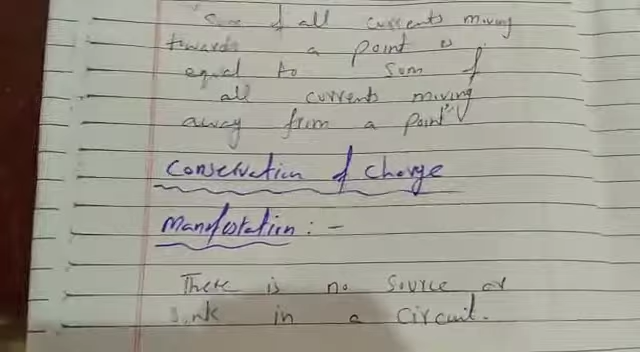 Sum of all currents moving
towards a point is
equal to sum of
all currents moving
away from a point"
Conservation of charge
Manifestation :-
There is no source or
sink in a circuit.